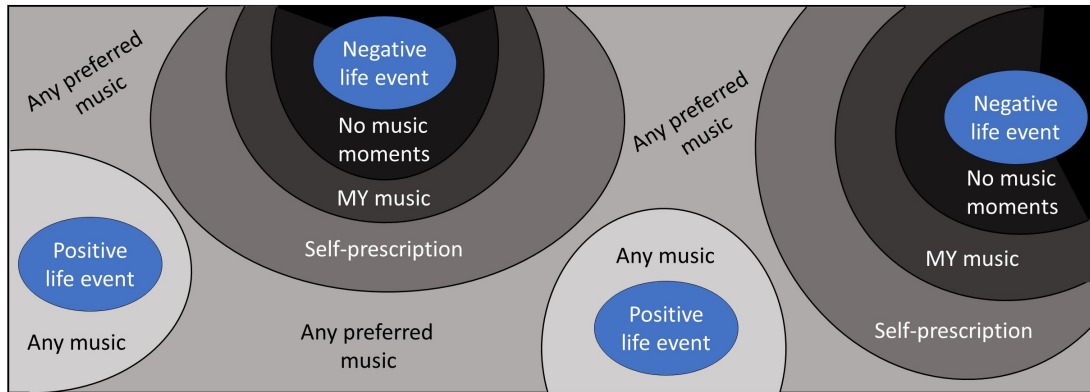 Any preferred
music
Negative
life event
No music
moments
MY music
Self-prescription
Positive
life event
Any music
Any preferred
music
Any preferred
music
Any music
Positive
life event
Negative
life event
No music
moments
MY music
Self-prescription